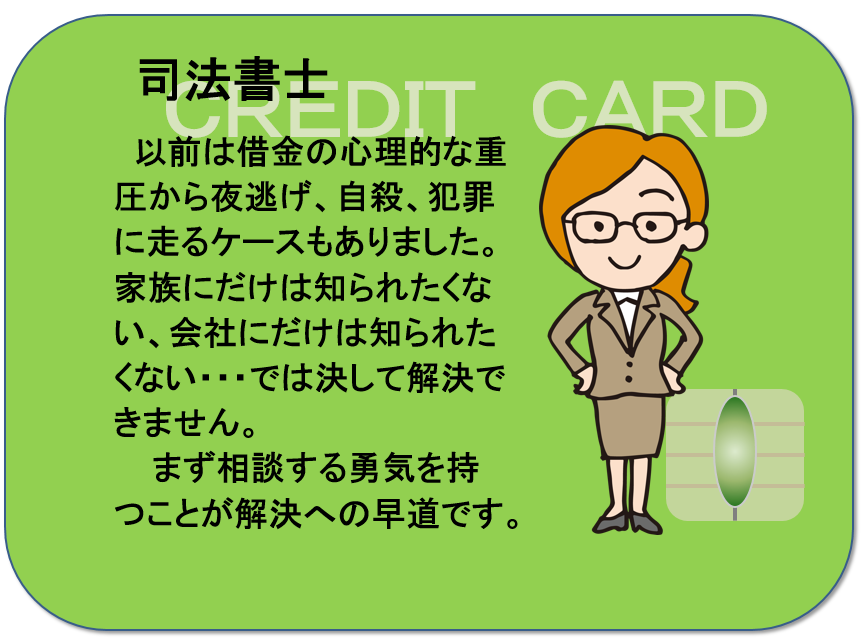 司法書士
CREDIT CARD
以前は借金の心理的な重
圧から夜逃げ、自殺、犯罪
に走るケースもありました。
家族にだけは知られたくな
い、会社にだけは知られた
くない・・・では決して解決で
きません。
まず相談する勇気を持
つことが解決への早道です。